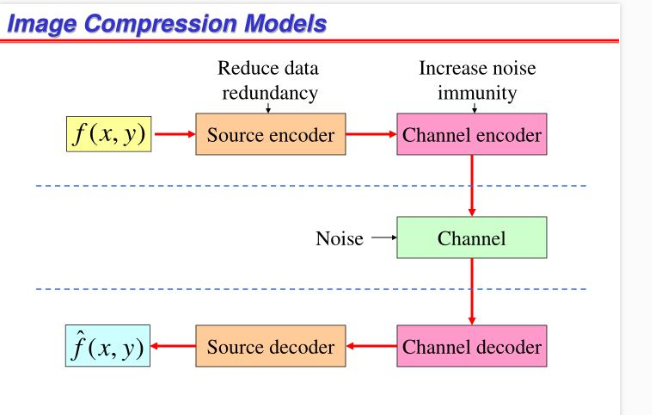 Image Compression Models
Reduce data
redundancy
Increase noise
immunity
f(x, y)
Source encoder
Channel encoder
Noise
Channel
f̂(x, y)
Source decoder
Channel decoder